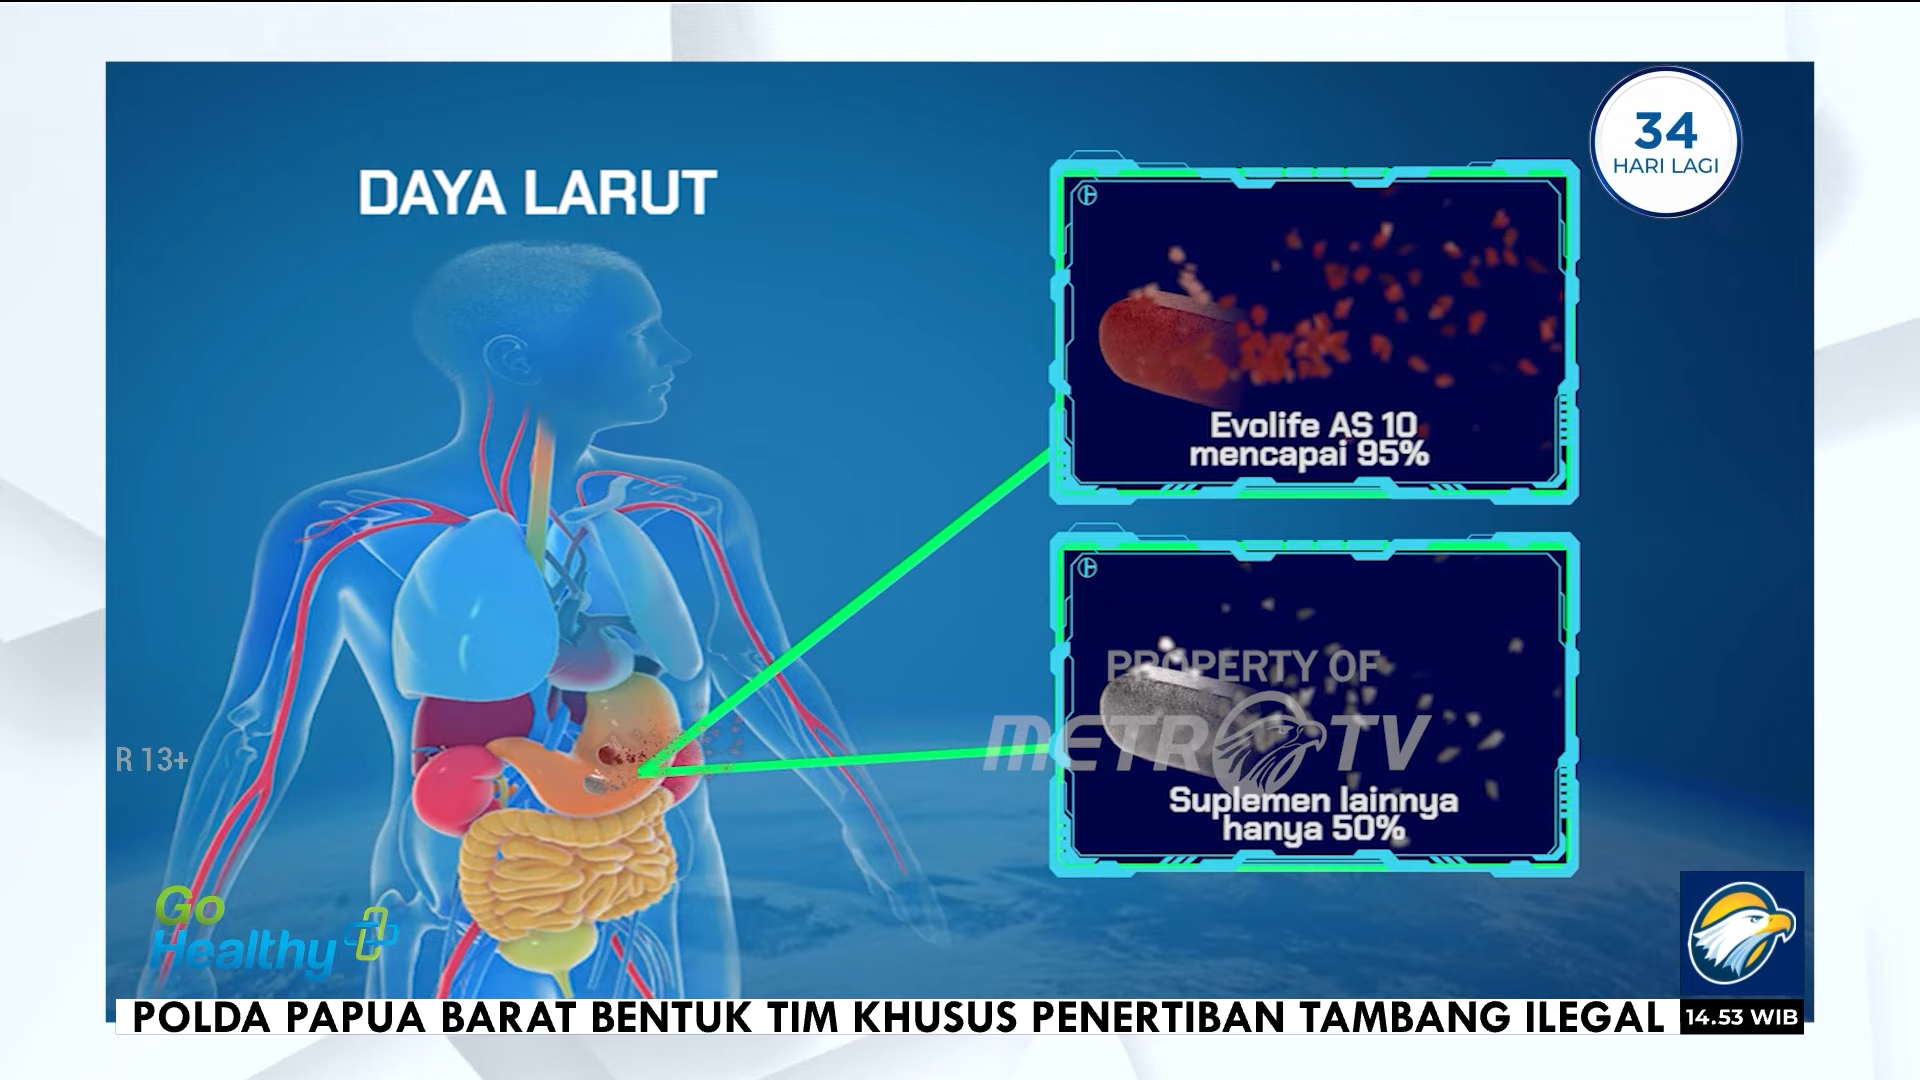 34
HARI LAGI
DAYA LARUT
Evolife AS 10
mencapai 95%
PROPERTY OF
METRO TV
Suplemen lainnya
hanya 50%
R 13+
Go
Healthy
POLDA PAPUA BARAT BENTUK TIM KHUSUS PENERTIBAN TAMBANG ILEGAL
14.53 WIB